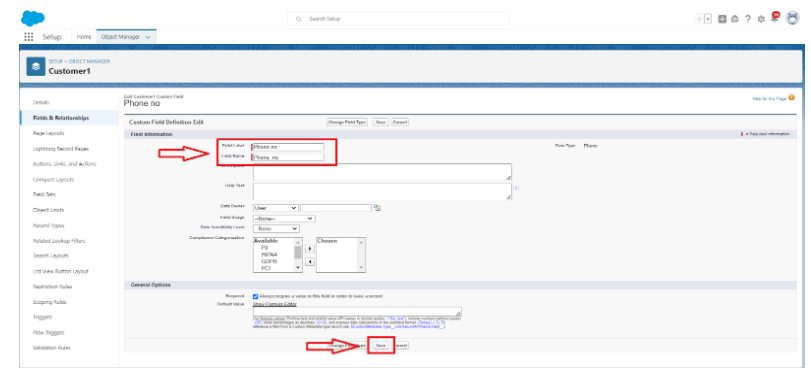 Search Setup
Setup Home Object Manager
SETUP > OBJECT MANAGER
Customer1
Details
Fields & Relationships
Page Layouts
Lightning Record Pages
Buttons, Links, and Actions
Compact Layouts
Field Sets
Object Limits
Record Types
Related Lookup Filters
Search Layouts
List View Button Layout
Restriction Rules
Scoping Rules
Triggers
Flow Triggers
Validation Rules
Edit Customer1 Custom Field
Phone no
Help for this Page
Custom Field Definition Edit Change Field Type Save Cancel
Field Information
= Required Information
Field Label Phone no
Data Type Phone
Field Name Phone_no
Help Text
Data Owner User
Field Usage --None--
Data Sensitivity Level --None--
Compliance Categorization
Available Chosen
PII
HIPAA
GDPR
PCI
General Options
Required Always require a value in this field in order to save a record
Default Value Show Formula Editor
Save Cancel